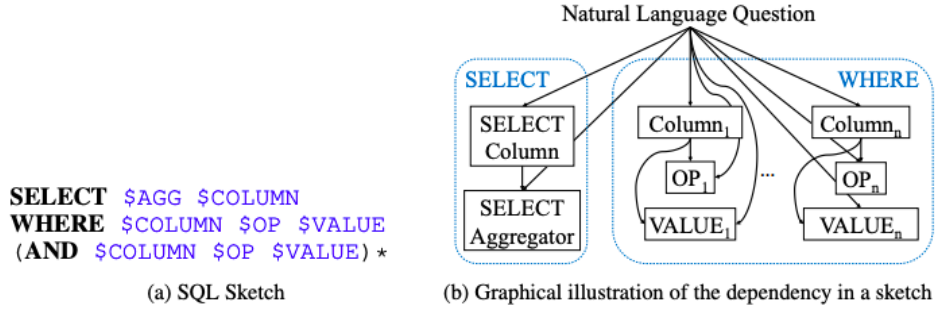 Natural Language Question
SELECT
WHERE
SELECT
Column
Column₁
Columnₙ
OP₁
...
OPₙ
SELECT
Aggregator
VALUE₁
VALUEₙ
SELECT $AGG $COLUMN
WHERE $COLUMN $OP $VALUE
(AND $COLUMN $OP $VALUE)*
(a) SQL Sketch
(b) Graphical illustration of the dependency in a sketch